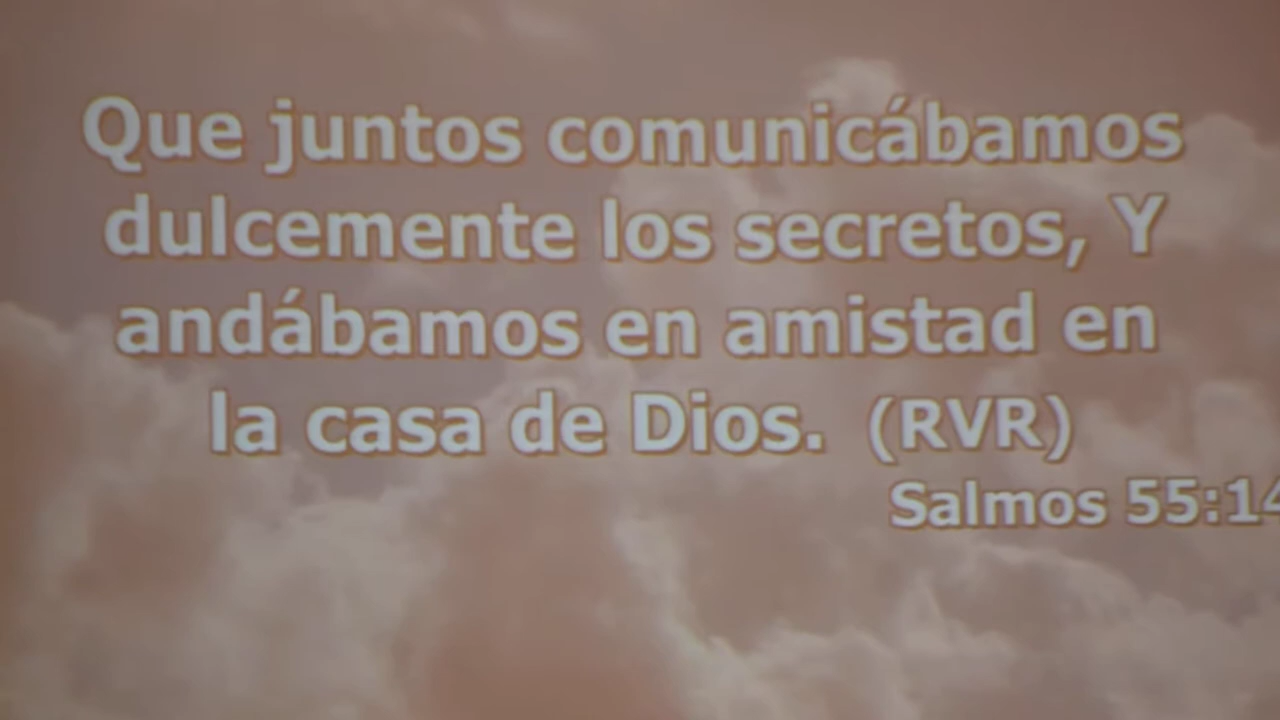 Que juntos comunicábamos
dulcemente los secretos, Y
andábamos en amistad en
la casa de Dios. (RVR)
Salmos 55:14